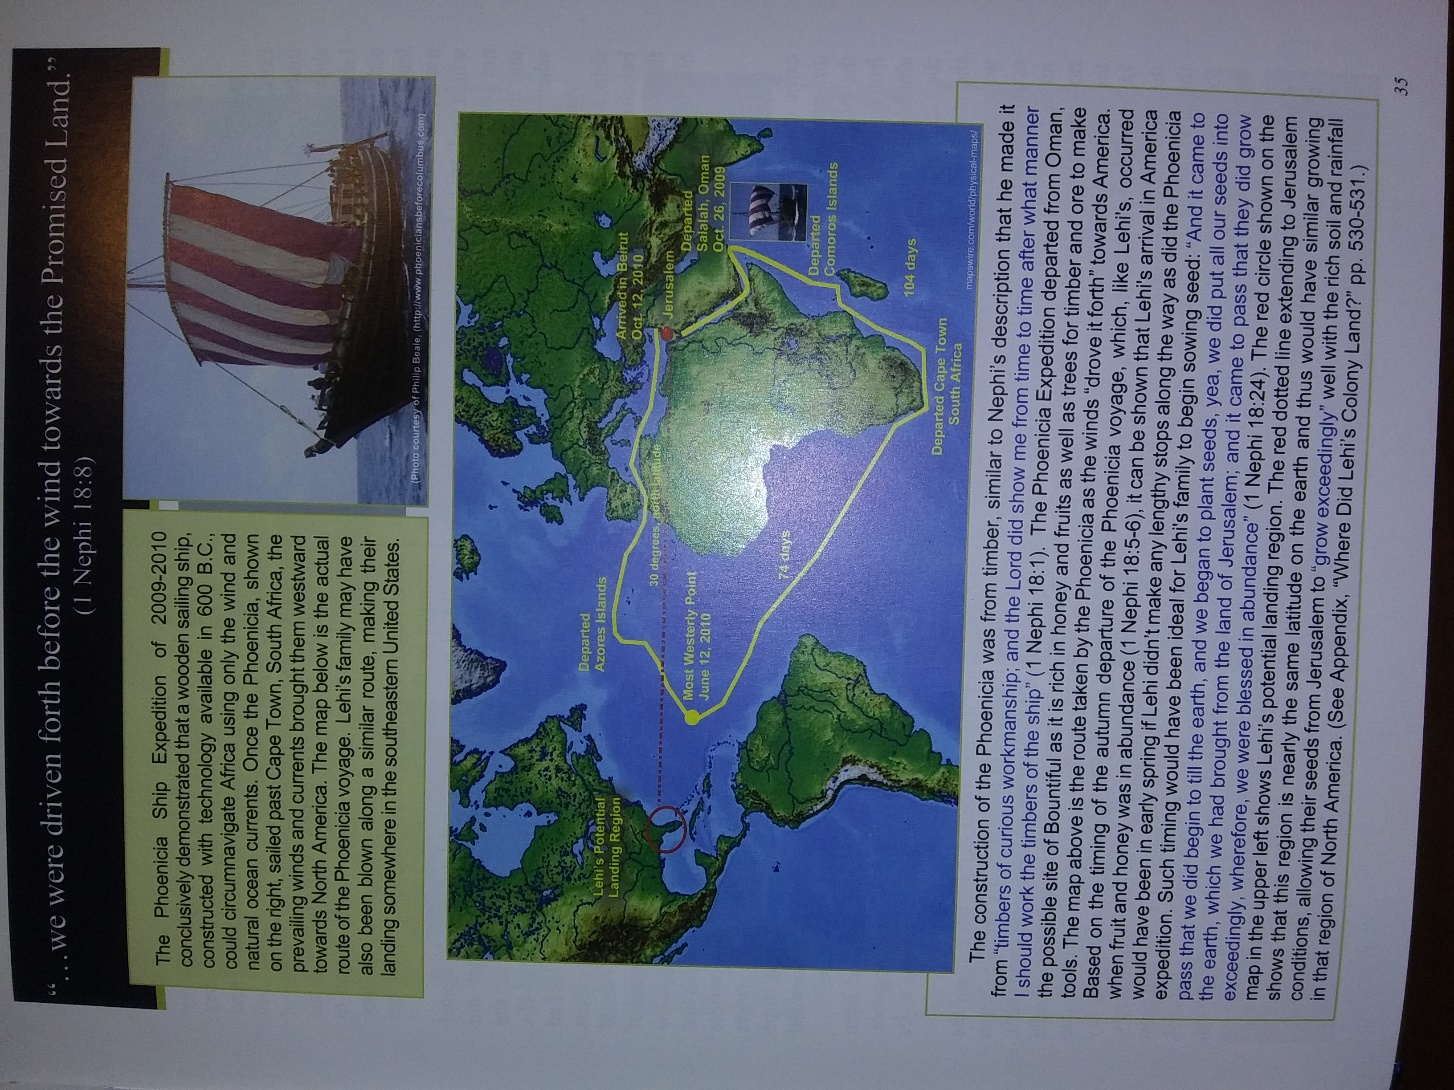 “…we were driven forth before the wind towards the Promised Land.”
(1 Nephi 18:8)
The Phoenicia Ship Expedition of 2009-2010
conclusively demonstrated that a wooden sailing ship,
constructed with technology available in 600 B.C.,
could circumnavigate Africa using only the wind and
natural ocean currents. Once the Phoenicia, shown
on the right, sailed past Cape Town, South Africa, the
prevailing winds and currents brought them westward
towards North America. The map below is the actual
route of the Phoenicia voyage. Lehi's family may have
also been blown along a similar route, making their
landing somewhere in the southeastern United States.
(Photo courtesy of Philip Beale, (http://www.phoeniciansbeforecolumbus.com)
Lehi's Potential
Landing Region
Departed
Azores Islands
30 degrees north latitude
Most Westerly Point
June 12, 2010
74 days
Arrived in Beirut
Oct. 12, 2010
Jerusalem
Departed
Salalah, Oman
Oct. 26, 2009
Departed
Comoros Islands
104 days
Departed Cape Town
South Africa
mapswire.com/world/physical-maps/
The construction of the Phoenicia was from timber, similar to Nephi's description that he made it
from “timbers of curious workmanship; and the Lord did show me from time to time after what manner
I should work the timbers of the ship” (1 Nephi 18:1). The Phoenicia Expedition departed from Oman,
the possible site of Bountiful as it is rich in honey and fruits as well as trees for timber and ore to make
tools. The map above is the route taken by the Phoenicia as the winds “drove it forth” towards America.
Based on the timing of the autumn departure of the Phoenicia voyage, which, like Lehi's, occurred
when fruit and honey was in abundance (1 Nephi 18:5-6), it can be shown that Lehi's arrival in America
would have been in early spring if Lehi didn't make any lengthy stops along the way as did the Phoenicia
expedition. Such timing would have been ideal for Lehi's family to begin sowing seed: “And it came to
pass that we did begin to till the earth, and we began to plant seeds, yea, we did put all our seeds into
the earth, which we had brought from the land of Jerusalem; and it came to pass that they did grow
exceedingly, wherefore, we were blessed in abundance” (1 Nephi 18:24). The red circle shown on the
map in the upper left shows Lehi's potential landing region. The red dotted line extending to Jerusalem
shows that this region is nearly the same latitude on the earth and thus would have similar growing
conditions, allowing their seeds from Jerusalem to “grow exceedingly” well with the rich soil and rainfall
in that region of North America. (See Appendix, “Where Did Lehi's Colony Land?” pp. 530-531.)
35